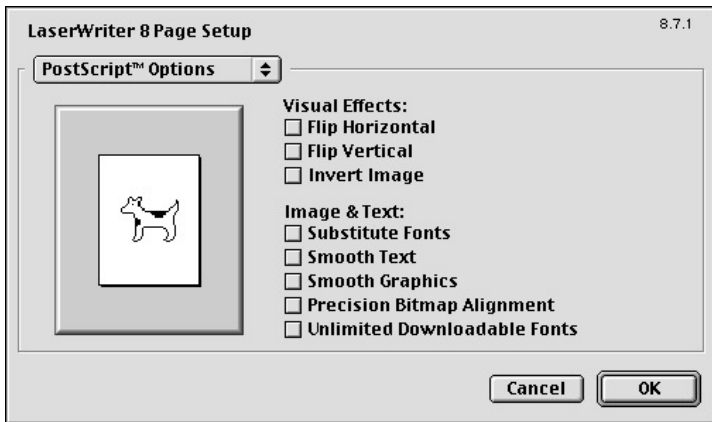 LaserWriter 8 Page Setup
8.7.1
PostScript™ Options
Visual Effects:
Flip Horizontal
Flip Vertical
Invert Image
Image & Text:
Substitute Fonts
Smooth Text
Smooth Graphics
Precision Bitmap Alignment
Unlimited Downloadable Fonts
Cancel
OK